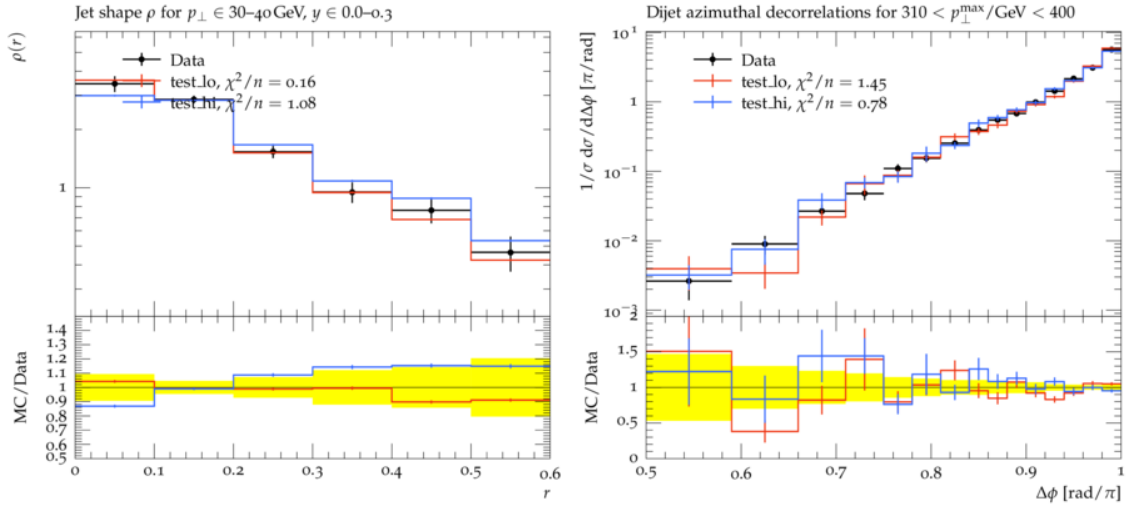 Jet shape ρ for p⊥ ∈ 30–40 GeV, y ∈ 0.0–0.3
ρ(r)
Data
test_lo, χ²/n = 0.16
test_hi, χ²/n = 1.08
1
MC/Data
1.4
1.3
1.2
1.1
1
0.9
0.8
0.7
0.6
0.5
0 0.1 0.2 0.3 0.4 0.5 0.6
r
Dijet azimuthal decorrelations for 310 < p⊥^max/GeV < 400
1/σ dσ/dΔφ [π/rad]
Data
test_lo, χ²/n = 1.45
test_hi, χ²/n = 0.78
10^1
1
10^−1
10^−2
10^−3
MC/Data
2
1.5
1
0.5
0
0.5 0.6 0.7 0.8 0.9 1
Δφ [rad/π]